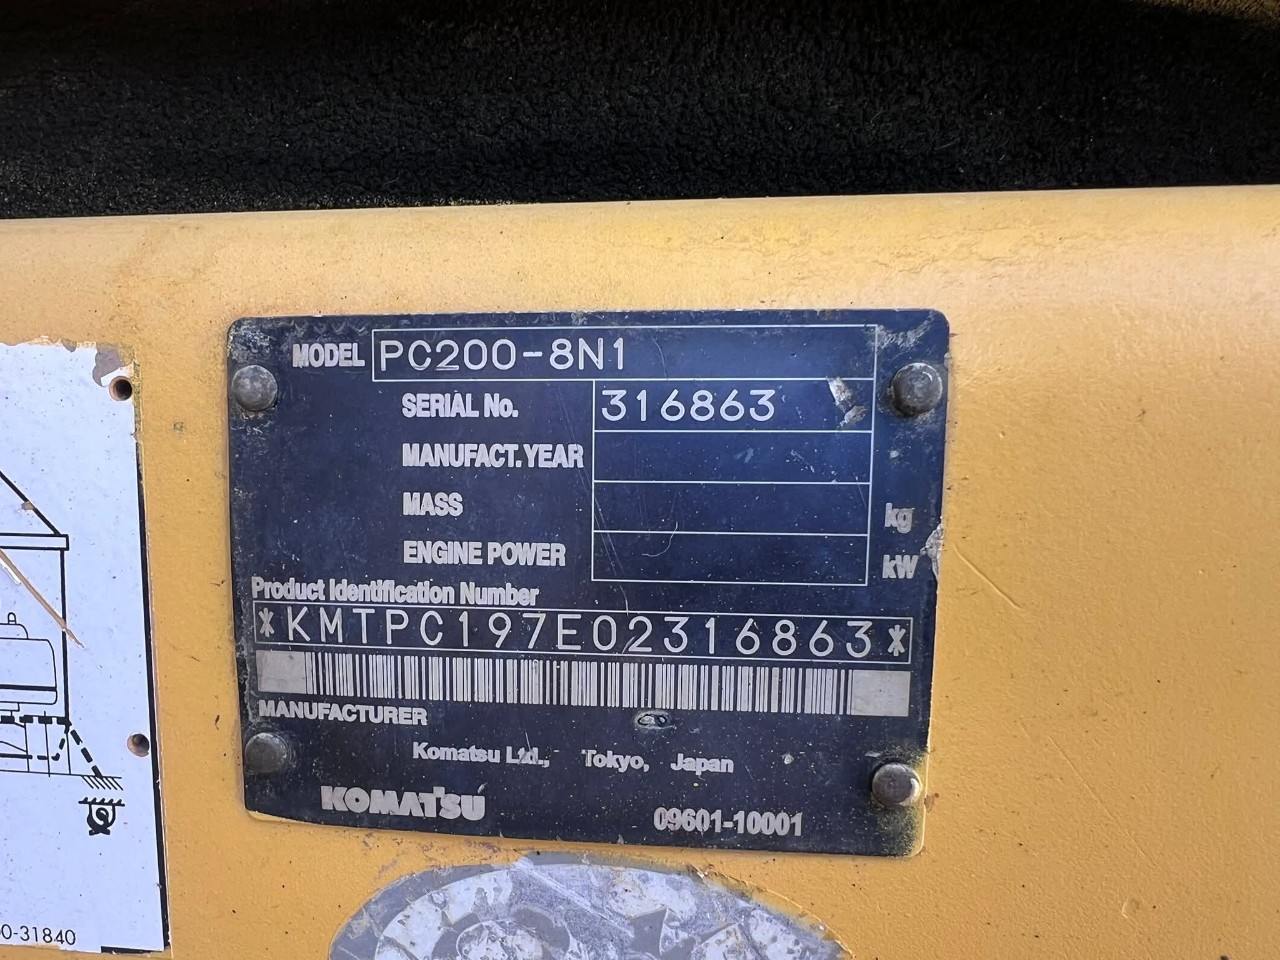 MODEL PC200-8N1
SERIAL No. 316863
MANUFACT. YEAR
MASS kg
ENGINE POWER kW
Product Identification Number
*KMTPC197E02316863*
MANUFACTURER
Komatsu Ltd., Tokyo, Japan
KOMATSU 09601-10001
0-31840